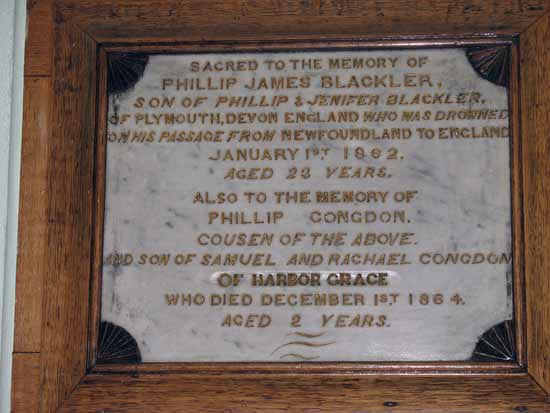 SACRED TO THE MEMORY OF
PHILLIP JAMES BLACKLER,
SON OF PHILLIP & JENIFER BLACKLER,
OF PLYMOUTH, DEVON ENGLAND WHO WAS DROWNED
ON HIS PASSAGE FROM NEWFOUNDLAND TO ENGLAND
JANUARY 1ST 1862.
AGED 23 YEARS.
ALSO TO THE MEMORY OF
PHILLIP CONGDON.
COUSEN OF THE ABOVE.
AND SON OF SAMUEL AND RACHAEL CONGDON
OF HARBOR GRACE
WHO DIED DECEMBER 1ST 1864.
AGED 2 YEARS.